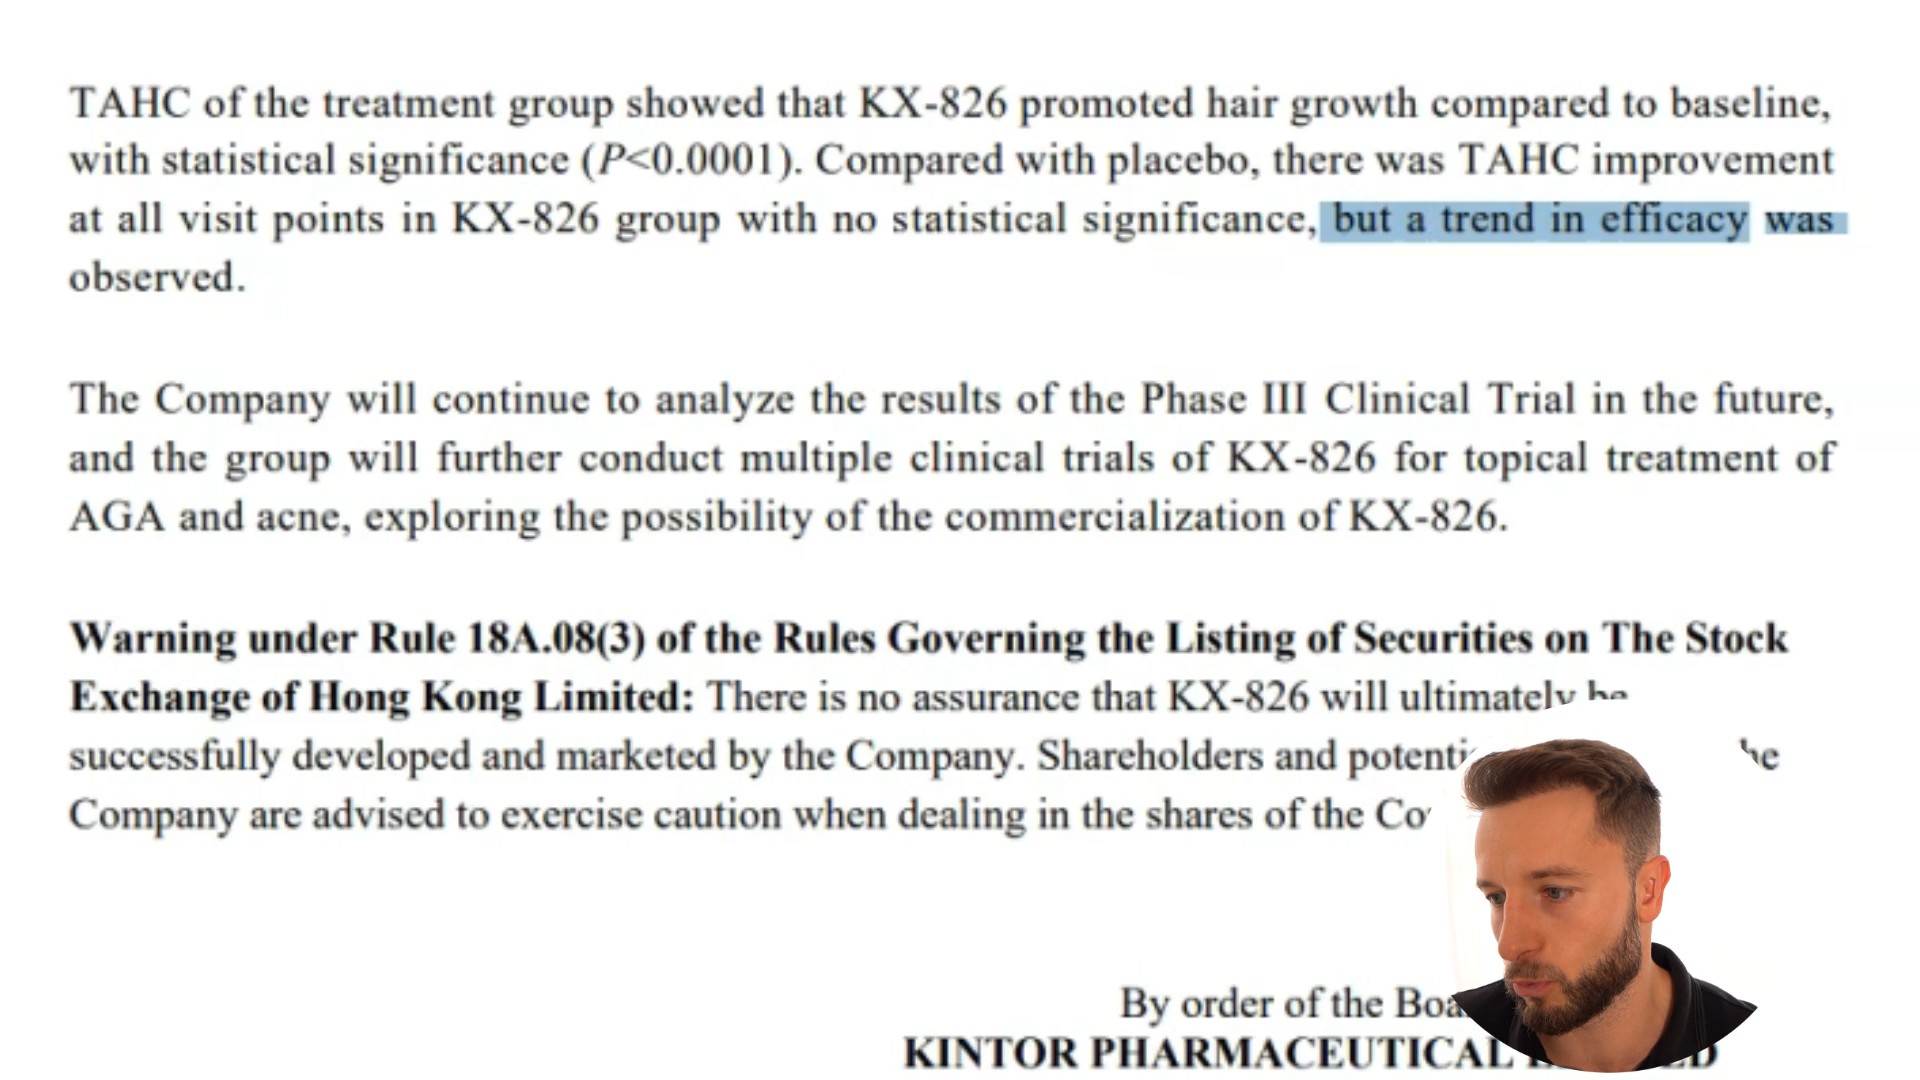 TAHC of the treatment group showed that KX-826 promoted hair growth compared to baseline,
with statistical significance (P<0.0001). Compared with placebo, there was TAHC improvement
at all visit points in KX-826 group with no statistical significance, but a trend in efficacy was
observed.
The Company will continue to analyze the results of the Phase III Clinical Trial in the future,
and the group will further conduct multiple clinical trials of KX-826 for topical treatment of
AGA and acne, exploring the possibility of the commercialization of KX-826.
Warning under Rule 18A.08(3) of the Rules Governing the Listing of Securities on The Stock
Exchange of Hong Kong Limited: There is no assurance that KX-826 will ultimately be
successfully developed and marketed by the Company. Shareholders and
Company are advised to exercise caution when dealing in the shares of the
By order of the
KINTOR PHARMACEUTICAL